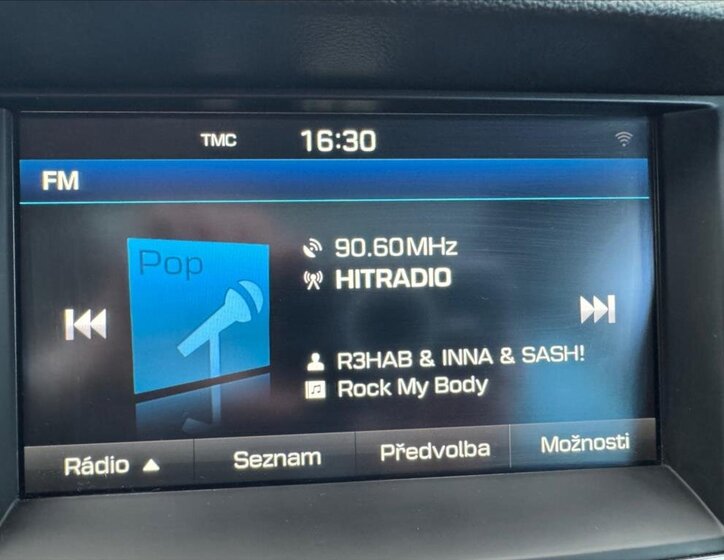 TMC 16:30
FM
Pop
90.60MHz
HITRADIO
R3HAB & INNA & SASH!
Rock My Body
Rádio ▲ Seznam Předvolba Možnosti